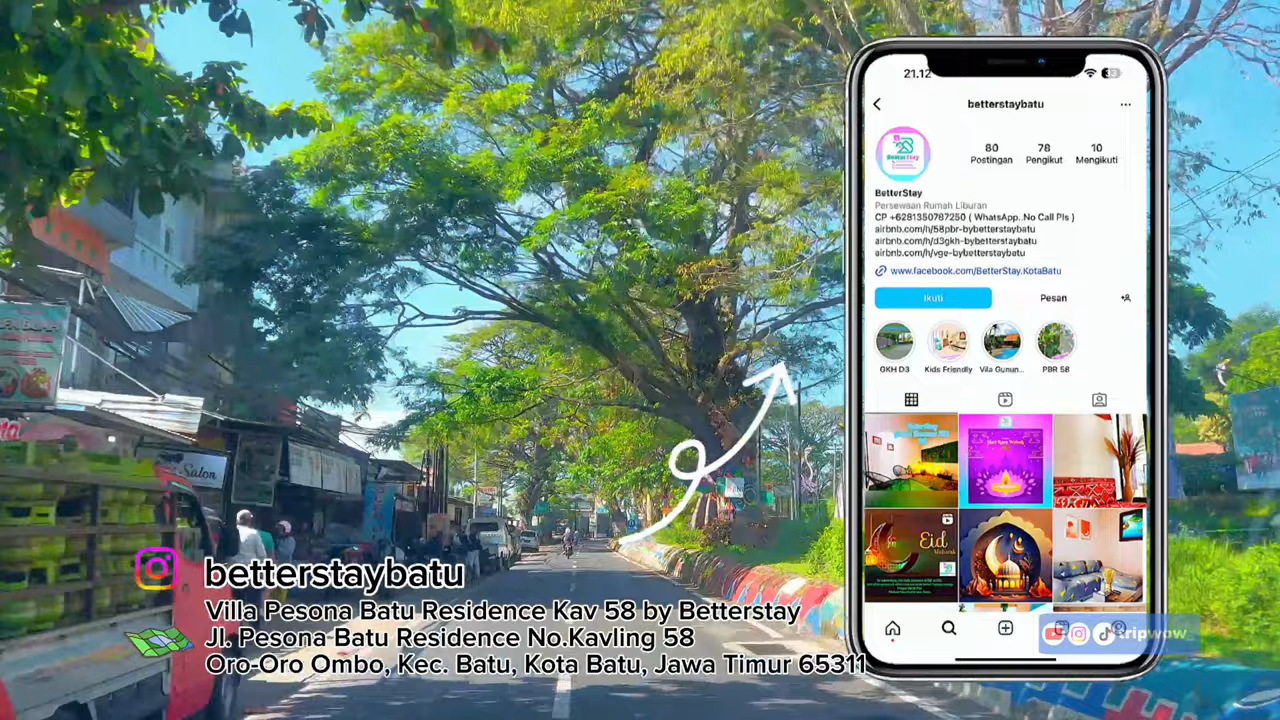 21.12
betterstaybatu
80
78
10
Postingan
Pengikut
Mengikuti
BetterStay
BetterStay
Persewaan Rumah Liburan
CP +6281350787250 ( WhatsApp..No Call Pls )
airbnb.com/h/58pbr-bybetterstaybatu
airbnb.com/h/d3gkh-bybetterstaybatu
airbnb.com/h/vge-bybetterstaybatu
www.facebook.com/BetterStay.KotaBatu
Ikuti
Pesan
GKH D3
Kids Friendly
Vila Gunun...
PBR 58
Eid
Mubarak
Salon
betterstaybatu
Villa Pesona Batu Residence Kav 58 by Betterstay
Jl. Pesona Batu Residence No.Kavling 58
Oro-Oro Ombo, Kec. Batu, Kota Batu, Jawa Timur 65311
tripwow